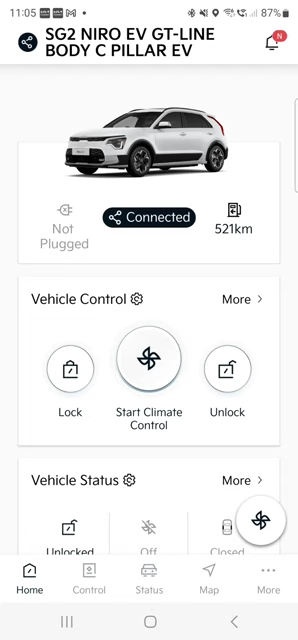 11:05
87%
SG2 NIRO EV GT-LINE
BODY C PILLAR EV
N
Not
Plugged
Connected
521km
Vehicle Control
More >
Lock
Start Climate
Control
Unlock
Vehicle Status
More >
Unlocked
Off
Closed
Home
Control
Status
Map
More